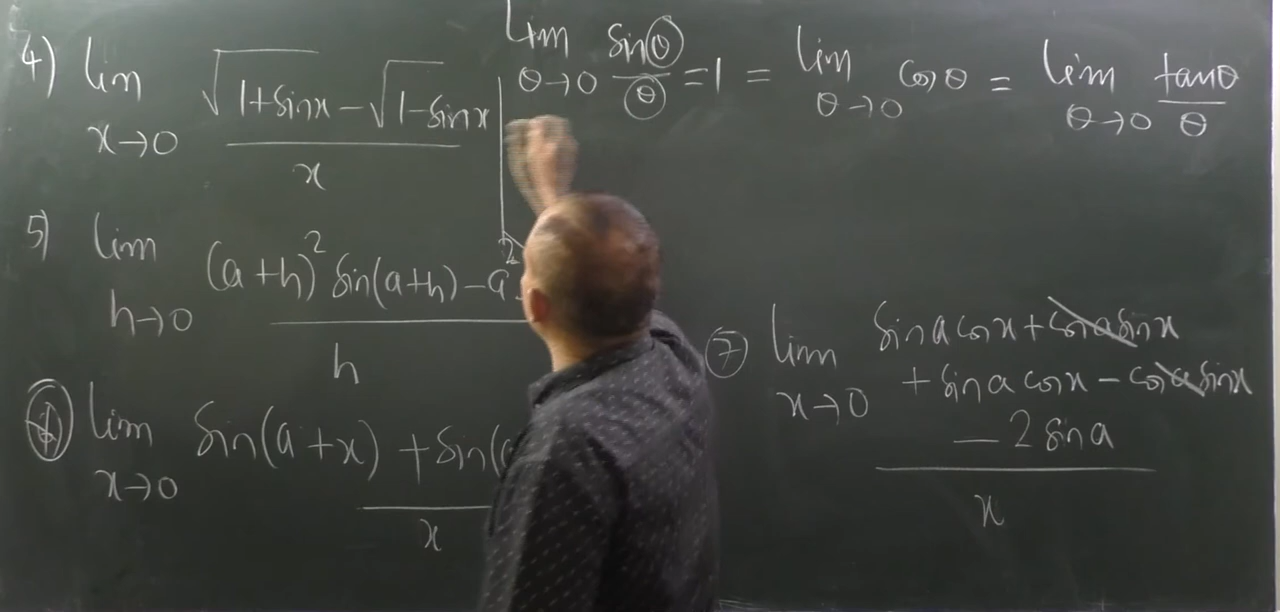 4) lim x→0 √1+sinx − √1−sinx / x
lim θ→0 sinθ / θ = 1 = lim θ→0 cosθ = lim θ→0 tanθ / θ
5) lim h→0 (a+h)² sin(a+h) − a² / h
lim x→0 sin(a+x) + sin( / x
⑦ lim x→0 sina cosx + cosa sinx
+ sina cosx − cosa sinx
− 2 sina
x